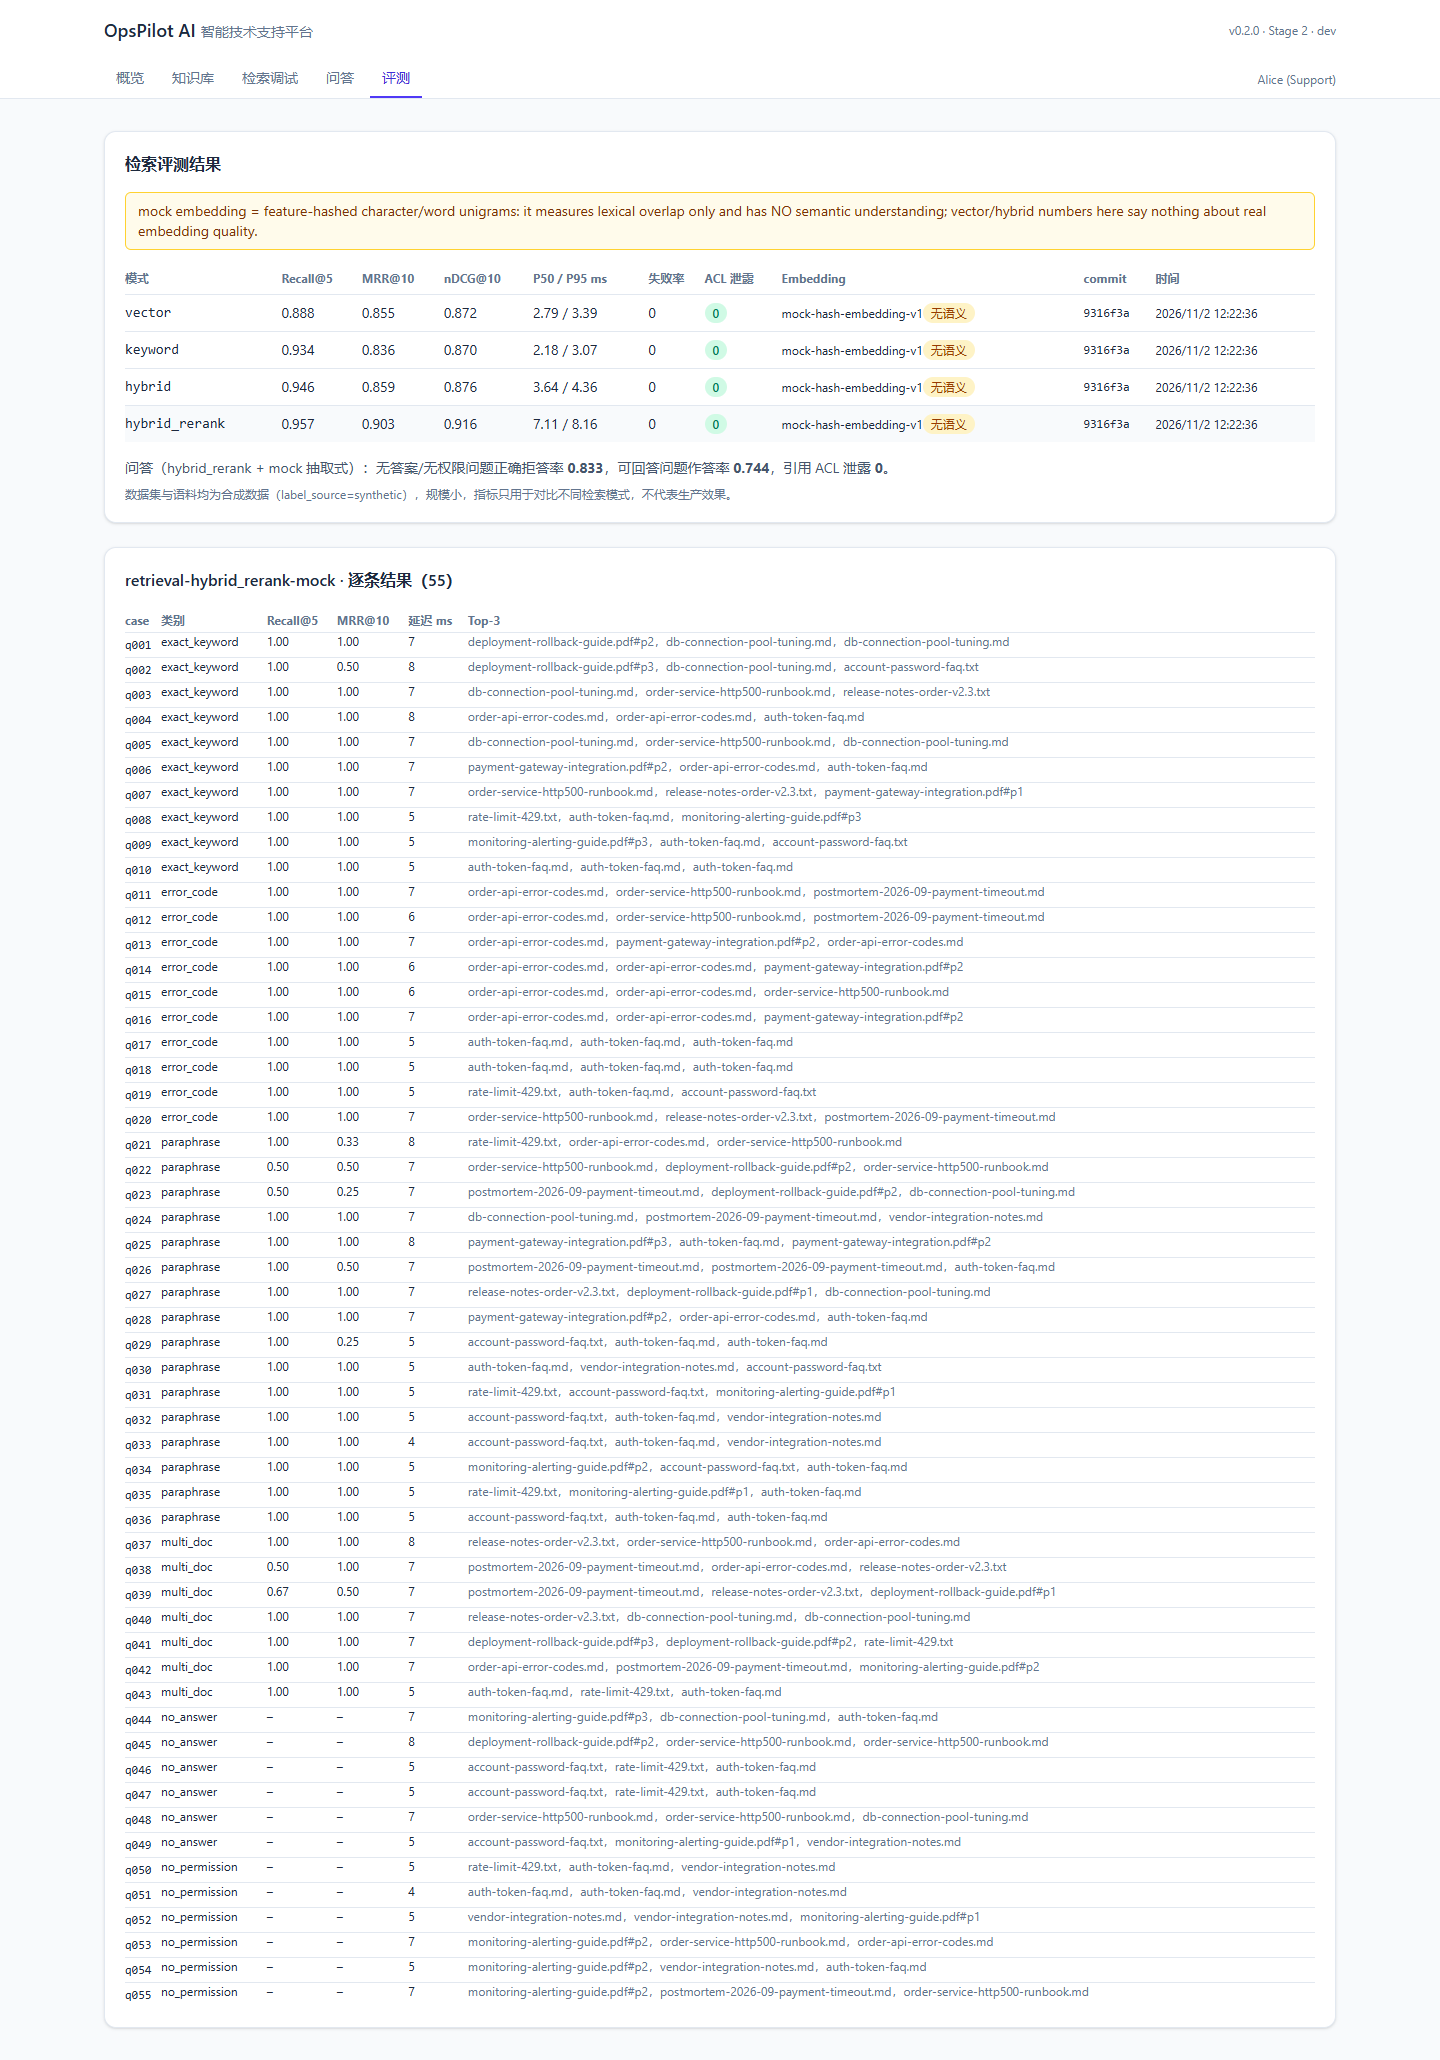 OpsPilot AI 智能技术支持平台
v0.2.0 · Stage 2 · dev
概览 知识库 检索调试 问答 评测
Alice (Support)
检索评测结果
mock embedding = feature-hashed character/word unigrams: it measures lexical overlap only and has NO semantic understanding; vector/hybrid numbers here say nothing about real
embedding quality.
模式 Recall@5 MRR@10 nDCG@10 P50 / P95 ms 失败率 ACL 泄露 Embedding commit 时间
vector 0.888 0.855 0.872 2.79 / 3.39 0 0 mock-hash-embedding-v1 无语义 9316f3a 2026/11/2 12:22:36
keyword 0.934 0.836 0.870 2.18 / 3.07 0 0 mock-hash-embedding-v1 无语义 9316f3a 2026/11/2 12:22:36
hybrid 0.946 0.859 0.876 3.64 / 4.36 0 0 mock-hash-embedding-v1 无语义 9316f3a 2026/11/2 12:22:36
hybrid_rerank 0.957 0.903 0.916 7.11 / 8.16 0 0 mock-hash-embedding-v1 无语义 9316f3a 2026/11/2 12:22:36
问答（hybrid_rerank + mock 抽取式）：无答案/无权限问题正确拒答率 0.833，可回答问题作答率 0.744，引用 ACL 泄露 0。
数据集与语料均为合成数据（label_source=synthetic），规模小，指标只用于对比不同检索模式，不代表生产效果。
retrieval-hybrid_rerank-mock · 逐条结果（55）
case 类别 Recall@5 MRR@10 延迟 ms Top-3
q001 exact_keyword 1.00 1.00 7 deployment-rollback-guide.pdf#p2，db-connection-pool-tuning.md，db-connection-pool-tuning.md
q002 exact_keyword 1.00 0.50 8 deployment-rollback-guide.pdf#p3，db-connection-pool-tuning.md，account-password-faq.txt
q003 exact_keyword 1.00 1.00 7 db-connection-pool-tuning.md，order-service-http500-runbook.md，release-notes-order-v2.3.txt
q004 exact_keyword 1.00 1.00 8 order-api-error-codes.md，order-api-error-codes.md，auth-token-faq.md
q005 exact_keyword 1.00 1.00 7 db-connection-pool-tuning.md，order-service-http500-runbook.md，db-connection-pool-tuning.md
q006 exact_keyword 1.00 1.00 7 payment-gateway-integration.pdf#p2，order-api-error-codes.md，auth-token-faq.md
q007 exact_keyword 1.00 1.00 7 order-service-http500-runbook.md，release-notes-order-v2.3.txt，payment-gateway-integration.pdf#p1
q008 exact_keyword 1.00 1.00 5 rate-limit-429.txt，auth-token-faq.md，monitoring-alerting-guide.pdf#p3
q009 exact_keyword 1.00 1.00 5 monitoring-alerting-guide.pdf#p3，auth-token-faq.md，account-password-faq.txt
q010 exact_keyword 1.00 1.00 5 auth-token-faq.md，auth-token-faq.md，auth-token-faq.md
q011 error_code 1.00 1.00 7 order-api-error-codes.md，order-service-http500-runbook.md，postmortem-2026-09-payment-timeout.md
q012 error_code 1.00 1.00 6 order-api-error-codes.md，order-service-http500-runbook.md，postmortem-2026-09-payment-timeout.md
q013 error_code 1.00 1.00 7 order-api-error-codes.md，payment-gateway-integration.pdf#p2，order-api-error-codes.md
q014 error_code 1.00 1.00 6 order-api-error-codes.md，order-api-error-codes.md，payment-gateway-integration.pdf#p2
q015 error_code 1.00 1.00 6 order-api-error-codes.md，order-api-error-codes.md，order-service-http500-runbook.md
q016 error_code 1.00 1.00 7 order-api-error-codes.md，order-api-error-codes.md，payment-gateway-integration.pdf#p2
q017 error_code 1.00 1.00 5 auth-token-faq.md，auth-token-faq.md，auth-token-faq.md
q018 error_code 1.00 1.00 5 auth-token-faq.md，auth-token-faq.md，auth-token-faq.md
q019 error_code 1.00 1.00 5 rate-limit-429.txt，auth-token-faq.md，account-password-faq.txt
q020 error_code 1.00 1.00 7 order-service-http500-runbook.md，release-notes-order-v2.3.txt，postmortem-2026-09-payment-timeout.md
q021 paraphrase 1.00 0.33 8 rate-limit-429.txt，order-api-error-codes.md，order-service-http500-runbook.md
q022 paraphrase 0.50 0.50 7 order-service-http500-runbook.md，deployment-rollback-guide.pdf#p2，order-service-http500-runbook.md
q023 paraphrase 0.50 0.25 7 postmortem-2026-09-payment-timeout.md，deployment-rollback-guide.pdf#p2，db-connection-pool-tuning.md
q024 paraphrase 1.00 1.00 7 db-connection-pool-tuning.md，postmortem-2026-09-payment-timeout.md，vendor-integration-notes.md
q025 paraphrase 1.00 1.00 8 payment-gateway-integration.pdf#p3，auth-token-faq.md，payment-gateway-integration.pdf#p2
q026 paraphrase 1.00 0.50 7 postmortem-2026-09-payment-timeout.md，postmortem-2026-09-payment-timeout.md，auth-token-faq.md
q027 paraphrase 1.00 1.00 7 release-notes-order-v2.3.txt，deployment-rollback-guide.pdf#p1，db-connection-pool-tuning.md
q028 paraphrase 1.00 1.00 7 payment-gateway-integration.pdf#p2，order-api-error-codes.md，auth-token-faq.md
q029 paraphrase 1.00 0.25 5 account-password-faq.txt，auth-token-faq.md，auth-token-faq.md
q030 paraphrase 1.00 1.00 5 auth-token-faq.md，vendor-integration-notes.md，account-password-faq.txt
q031 paraphrase 1.00 1.00 5 rate-limit-429.txt，account-password-faq.txt，monitoring-alerting-guide.pdf#p1
q032 paraphrase 1.00 1.00 5 account-password-faq.txt，auth-token-faq.md，vendor-integration-notes.md
q033 paraphrase 1.00 1.00 4 account-password-faq.txt，auth-token-faq.md，vendor-integration-notes.md
q034 paraphrase 1.00 1.00 5 monitoring-alerting-guide.pdf#p2，account-password-faq.txt，auth-token-faq.md
q035 paraphrase 1.00 1.00 5 rate-limit-429.txt，monitoring-alerting-guide.pdf#p1，auth-token-faq.md
q036 paraphrase 1.00 1.00 5 account-password-faq.txt，auth-token-faq.md，auth-token-faq.md
q037 multi_doc 1.00 1.00 8 release-notes-order-v2.3.txt，order-service-http500-runbook.md，order-api-error-codes.md
q038 multi_doc 0.50 1.00 7 postmortem-2026-09-payment-timeout.md，order-api-error-codes.md，release-notes-order-v2.3.txt
q039 multi_doc 0.67 0.50 7 postmortem-2026-09-payment-timeout.md，release-notes-order-v2.3.txt，deployment-rollback-guide.pdf#p1
q040 multi_doc 1.00 1.00 7 release-notes-order-v2.3.txt，db-connection-pool-tuning.md，db-connection-pool-tuning.md
q041 multi_doc 1.00 1.00 7 deployment-rollback-guide.pdf#p3，deployment-rollback-guide.pdf#p2，rate-limit-429.txt
q042 multi_doc 1.00 1.00 7 order-api-error-codes.md，postmortem-2026-09-payment-timeout.md，monitoring-alerting-guide.pdf#p2
q043 multi_doc 1.00 1.00 5 auth-token-faq.md，rate-limit-429.txt，auth-token-faq.md
q044 no_answer – – 7 monitoring-alerting-guide.pdf#p3，db-connection-pool-tuning.md，auth-token-faq.md
q045 no_answer – – 8 deployment-rollback-guide.pdf#p2，order-service-http500-runbook.md，order-service-http500-runbook.md
q046 no_answer – – 5 account-password-faq.txt，rate-limit-429.txt，auth-token-faq.md
q047 no_answer – – 5 account-password-faq.txt，rate-limit-429.txt，auth-token-faq.md
q048 no_answer – – 7 order-service-http500-runbook.md，order-service-http500-runbook.md，db-connection-pool-tuning.md
q049 no_answer – – 5 account-password-faq.txt，monitoring-alerting-guide.pdf#p1，vendor-integration-notes.md
q050 no_permission – – 5 rate-limit-429.txt，auth-token-faq.md，vendor-integration-notes.md
q051 no_permission – – 4 auth-token-faq.md，auth-token-faq.md，vendor-integration-notes.md
q052 no_permission – – 5 vendor-integration-notes.md，vendor-integration-notes.md，monitoring-alerting-guide.pdf#p1
q053 no_permission – – 7 monitoring-alerting-guide.pdf#p2，order-service-http500-runbook.md，order-api-error-codes.md
q054 no_permission – – 5 monitoring-alerting-guide.pdf#p2，vendor-integration-notes.md，auth-token-faq.md
q055 no_permission – – 7 monitoring-alerting-guide.pdf#p2，postmortem-2026-09-payment-timeout.md，order-service-http500-runbook.md